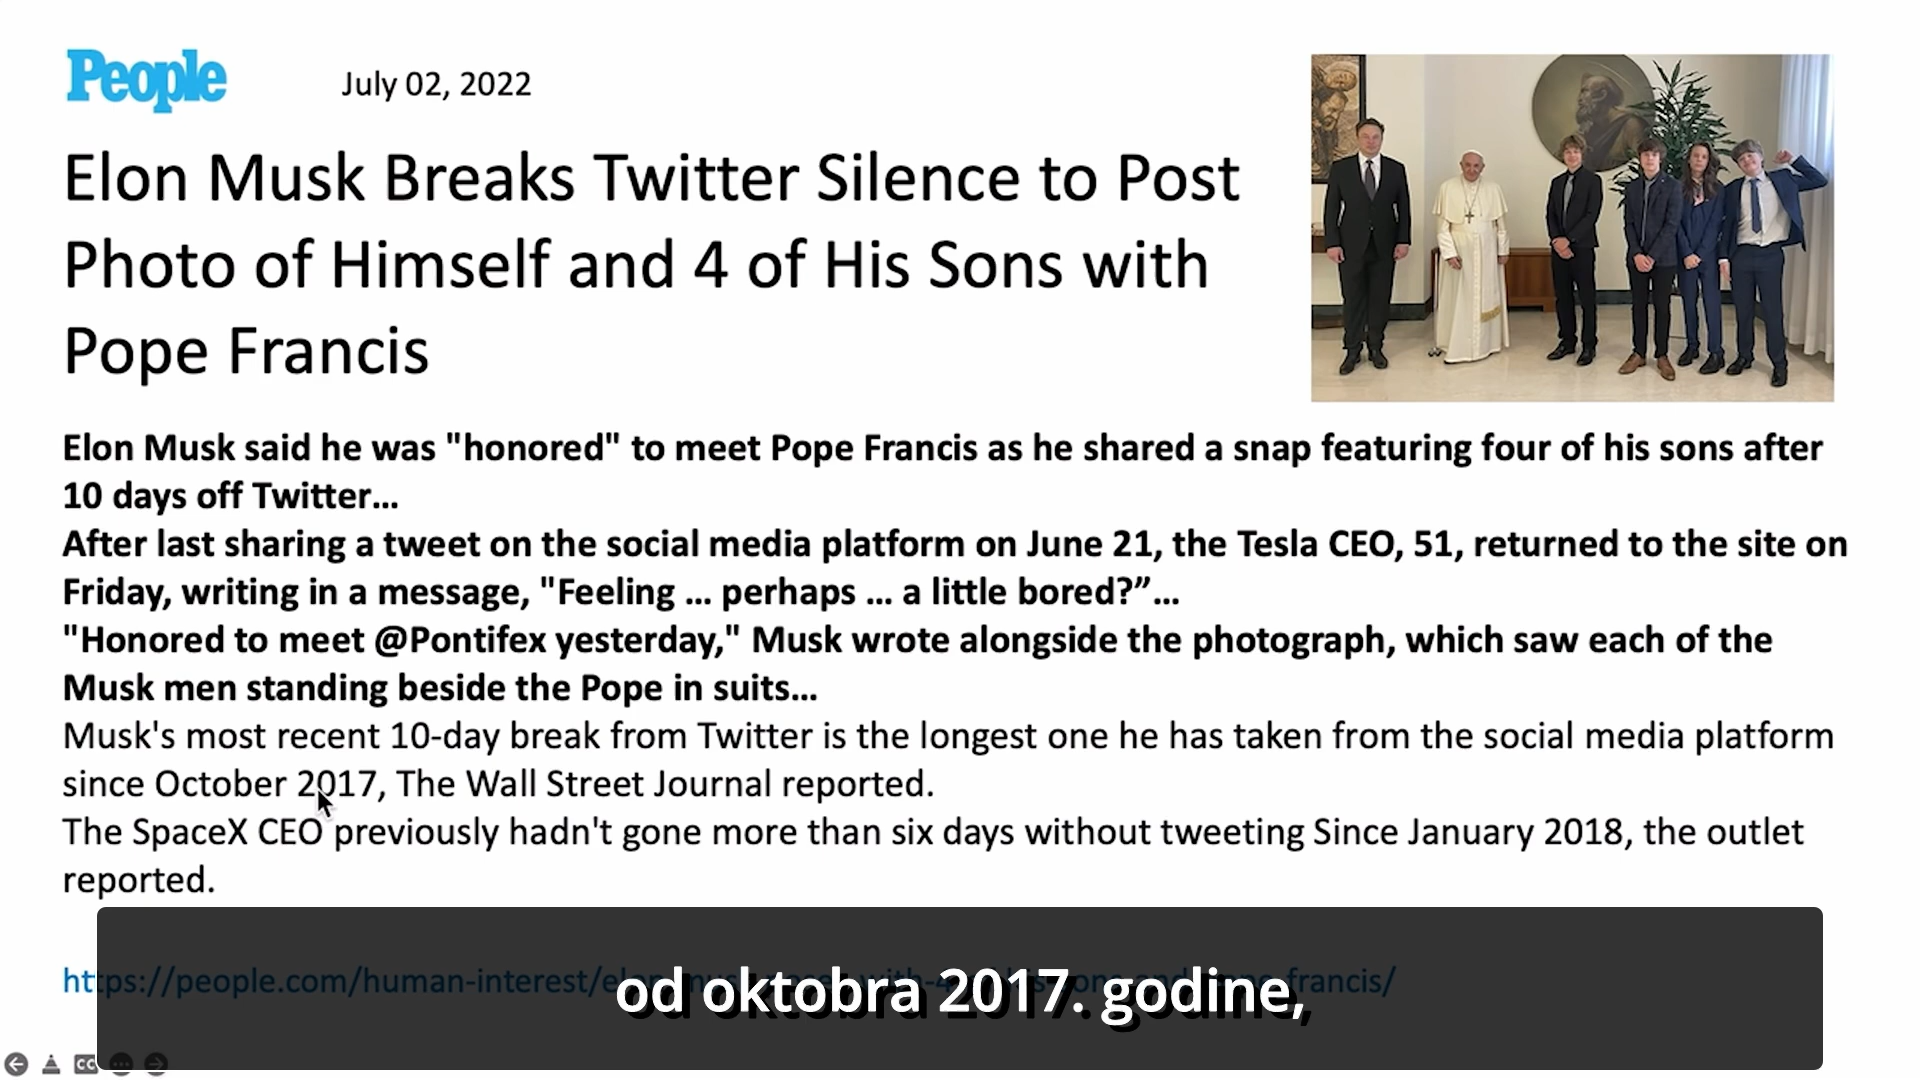 People
July 02, 2022
Elon Musk Breaks Twitter Silence to Post
Photo of Himself and 4 of His Sons with
Pope Francis
Elon Musk said he was "honored" to meet Pope Francis as he shared a snap featuring four of his sons after
10 days off Twitter…
After last sharing a tweet on the social media platform on June 21, the Tesla CEO, 51, returned to the site on
Friday, writing in a message, "Feeling … perhaps … a little bored?”…
"Honored to meet @Pontifex yesterday," Musk wrote alongside the photograph, which saw each of the
Musk men standing beside the Pope in suits…
Musk's most recent 10-day break from Twitter is the longest one he has taken from the social media platform
since October 2017, The Wall Street Journal reported.
The SpaceX CEO previously hadn't gone more than six days without tweeting Since January 2018, the outlet
reported.
https://people.com/human-interest/
francis/
od oktobra 2017. godine,
CC